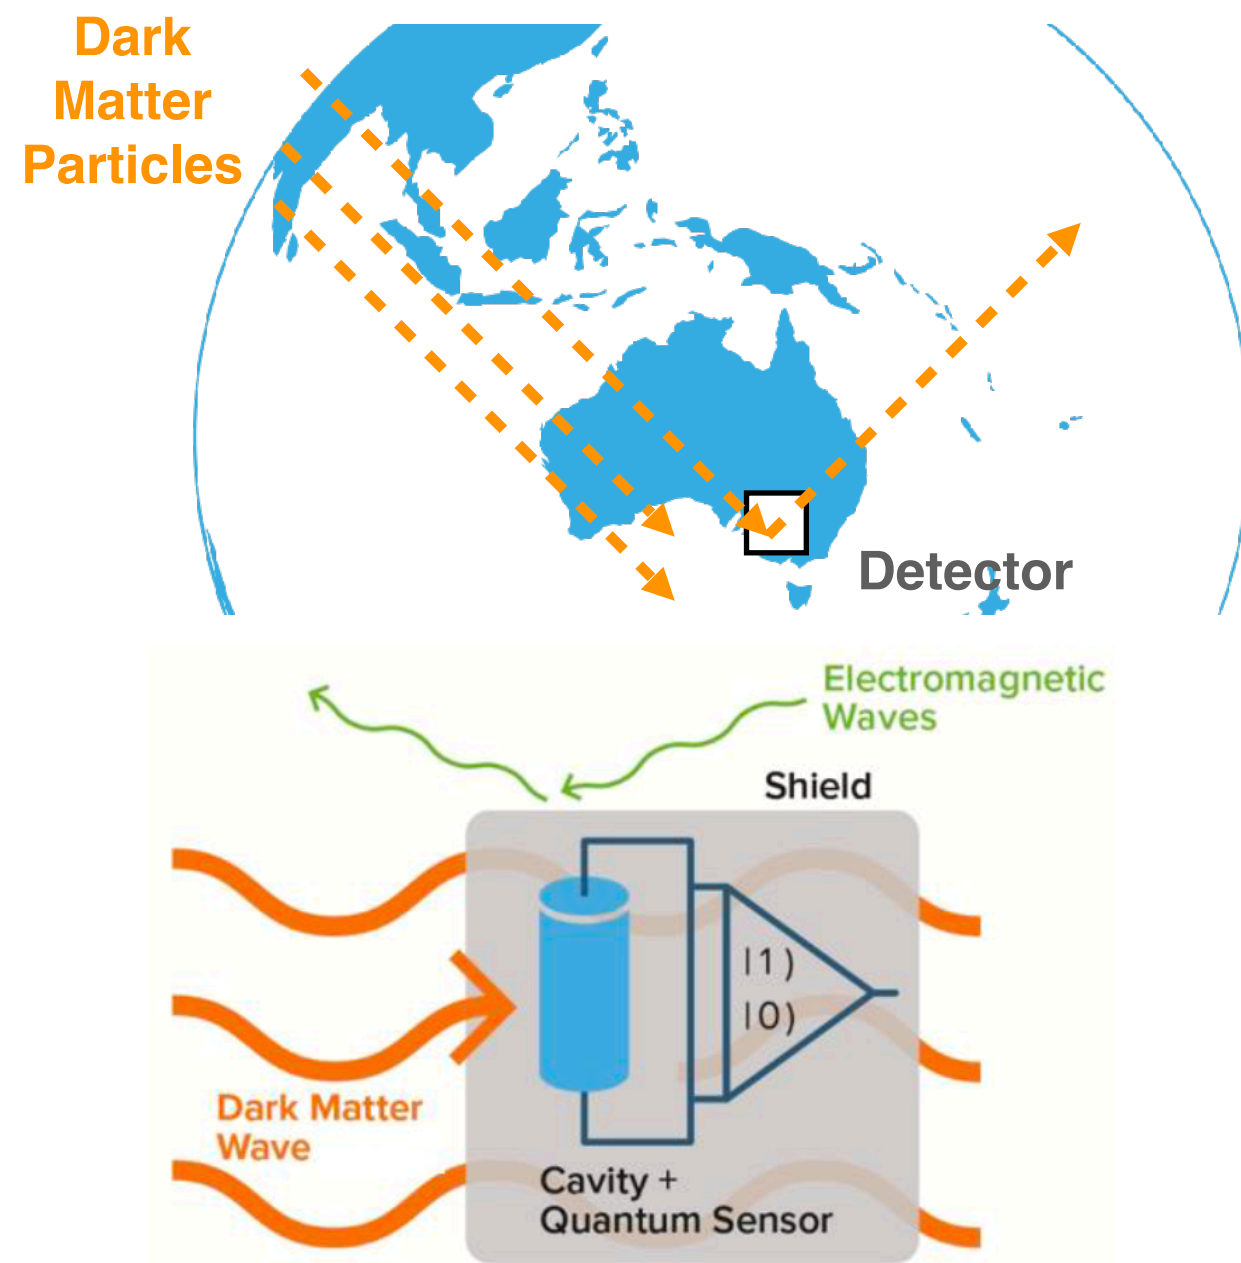 Dark
Matter
Particles
Detector
Electromagnetic
Waves
Shield
|1)
|0)
Dark Matter
Wave
Cavity +
Quantum Sensor